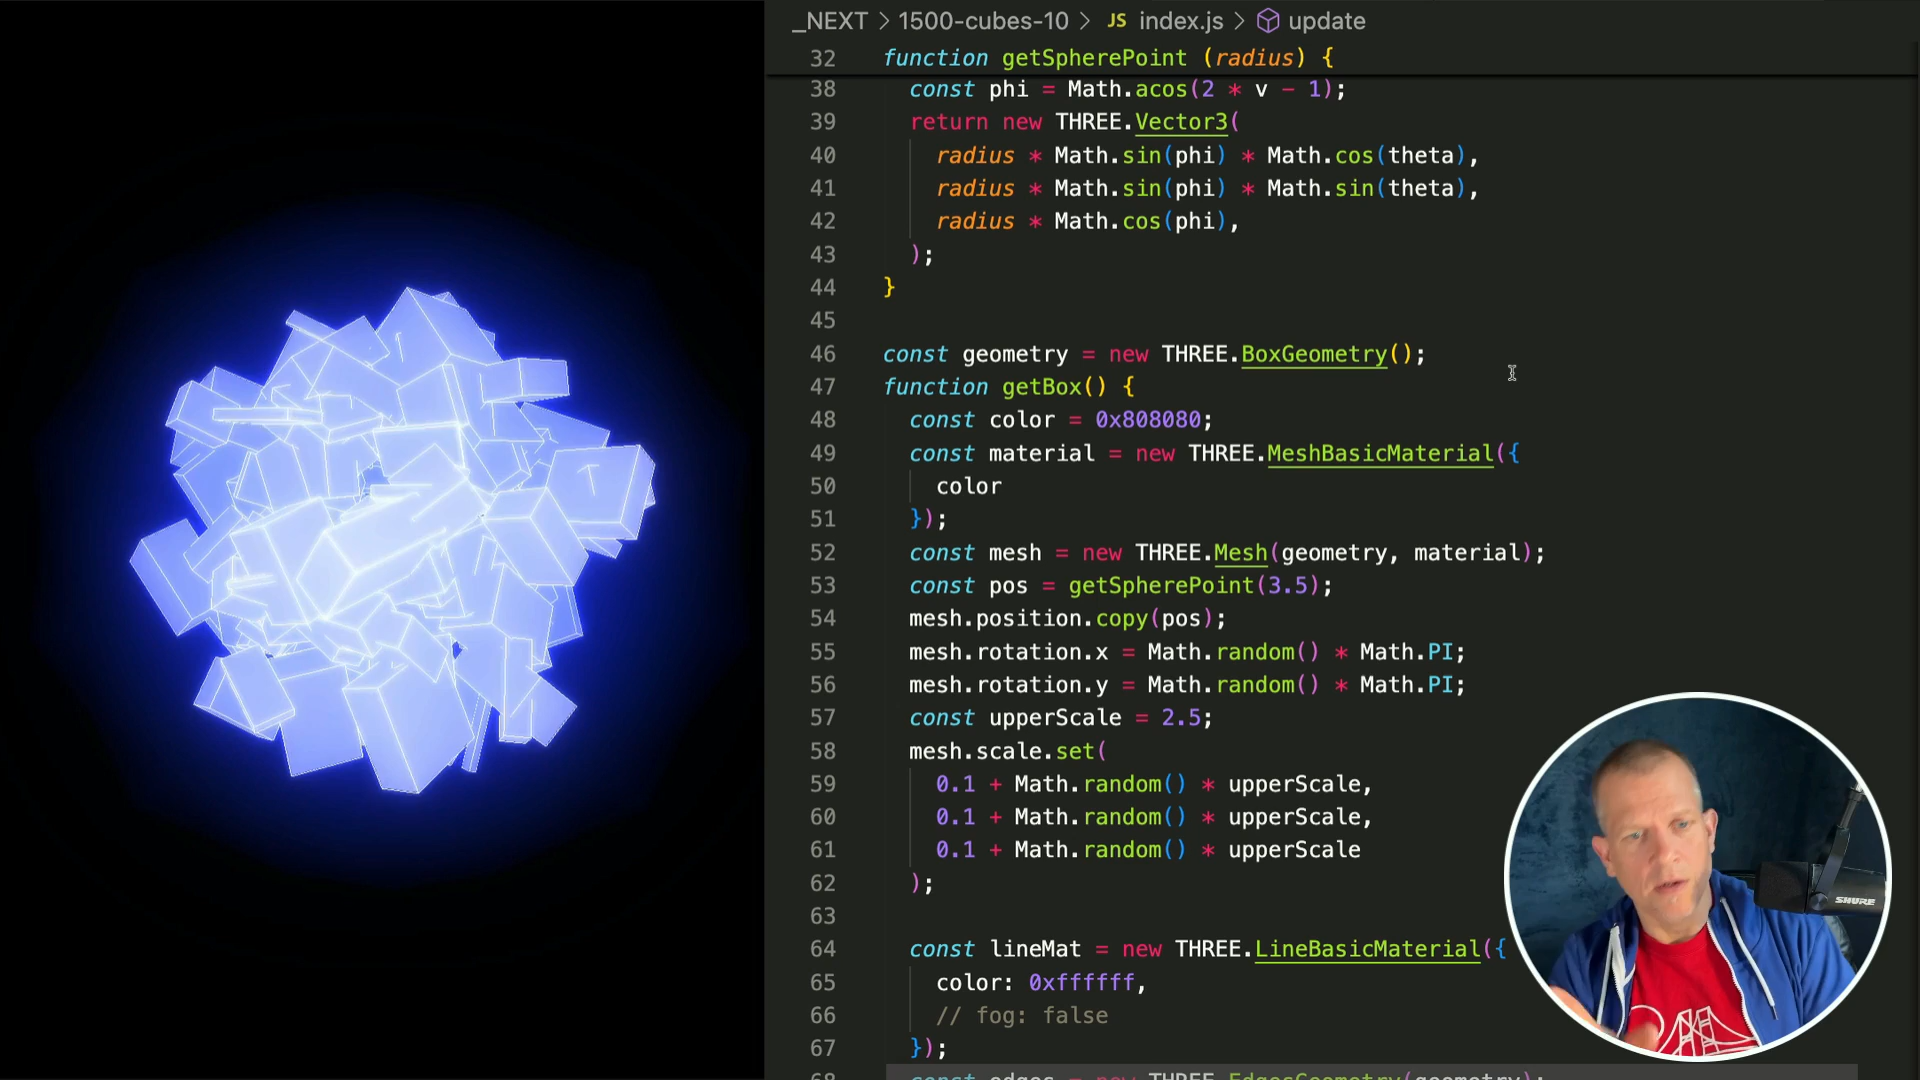 _NEXT > 1500-cubes-10 > JS index.js > update
32 function getSpherePoint (radius) {
38 const phi = Math.acos(2 * v - 1);
39 return new THREE.Vector3(
40 radius * Math.sin(phi) * Math.cos(theta),
41 radius * Math.sin(phi) * Math.sin(theta),
42 radius * Math.cos(phi),
43 );
44 }
45
46 const geometry = new THREE.BoxGeometry();
47 function getBox() {
48 const color = 0x808080;
49 const material = new THREE.MeshBasicMaterial({
50 color
51 });
52 const mesh = new THREE.Mesh(geometry, material);
53 const pos = getSpherePoint(3.5);
54 mesh.position.copy(pos);
55 mesh.rotation.x = Math.random() * Math.PI;
56 mesh.rotation.y = Math.random() * Math.PI;
57 const upperScale = 2.5;
58 mesh.scale.set(
59 0.1 + Math.random() * upperScale,
60 0.1 + Math.random() * upperScale,
61 0.1 + Math.random() * upperScale
62 );
63
64 const lineMat = new THREE.LineBasicMaterial({
65 color: 0xffffff,
66 // fog: false
67 });
68 const edges = new THREE.EdgesGeometry(geometry);
SHURE